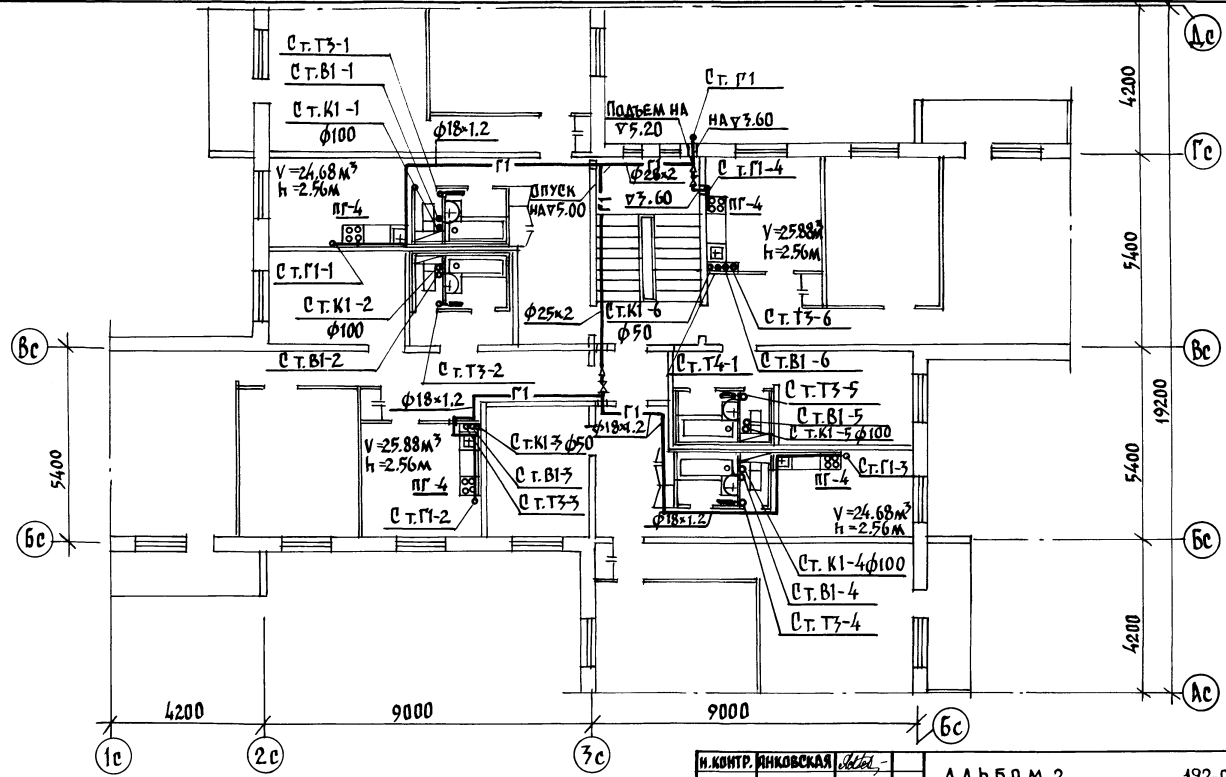 Ст.Т3-1
Ст.В1-1
Ст.К1-1
ф100
ф18×1.2
V=24.68м³
h=2.56м
ПГ-4
Г1
Ст.Г1
Подъем на
▽5.20
на▽3.60
Г1
ф28×2
▽3.60
Ст.Г1-4
ПГ-4
V=25.88м³
h=2.56м
опуск
на▽5.00
Г1
Ст.Г1-1
Ст.К1-2
ф100
Ст.В1-2
Ст.Т3-2
ф25×2
Ст.К1-6
ф50
Ст.Т3-6
Ст.В1-6
Ст.Т4-1
ф18×1.2
Г1
Г1
ф18×1.2
Ст.Т3-5
Ст.В1-5
Ст.К1-5ф100
V=25.88м³
h=2.56м
ПГ-4
Ст.Г1-2
Ст.К1-3 ф50
Ст.В1-3
Ст.Т3-3
Ст.Г1-3
ПГ-4
V=24.68м³
h=2.56м
ф18×1.2
Ст.К1-4ф100
Ст.В1-4
Ст.Т3-4
Дс
4200
Гс
5400
Вс
19200
5400
Бс
4200
Ас
Вс
5400
Бс
4200
9000
9000
1с
2с
3с
Бс
Н.КОНТР. ЯНКОВСКАЯ